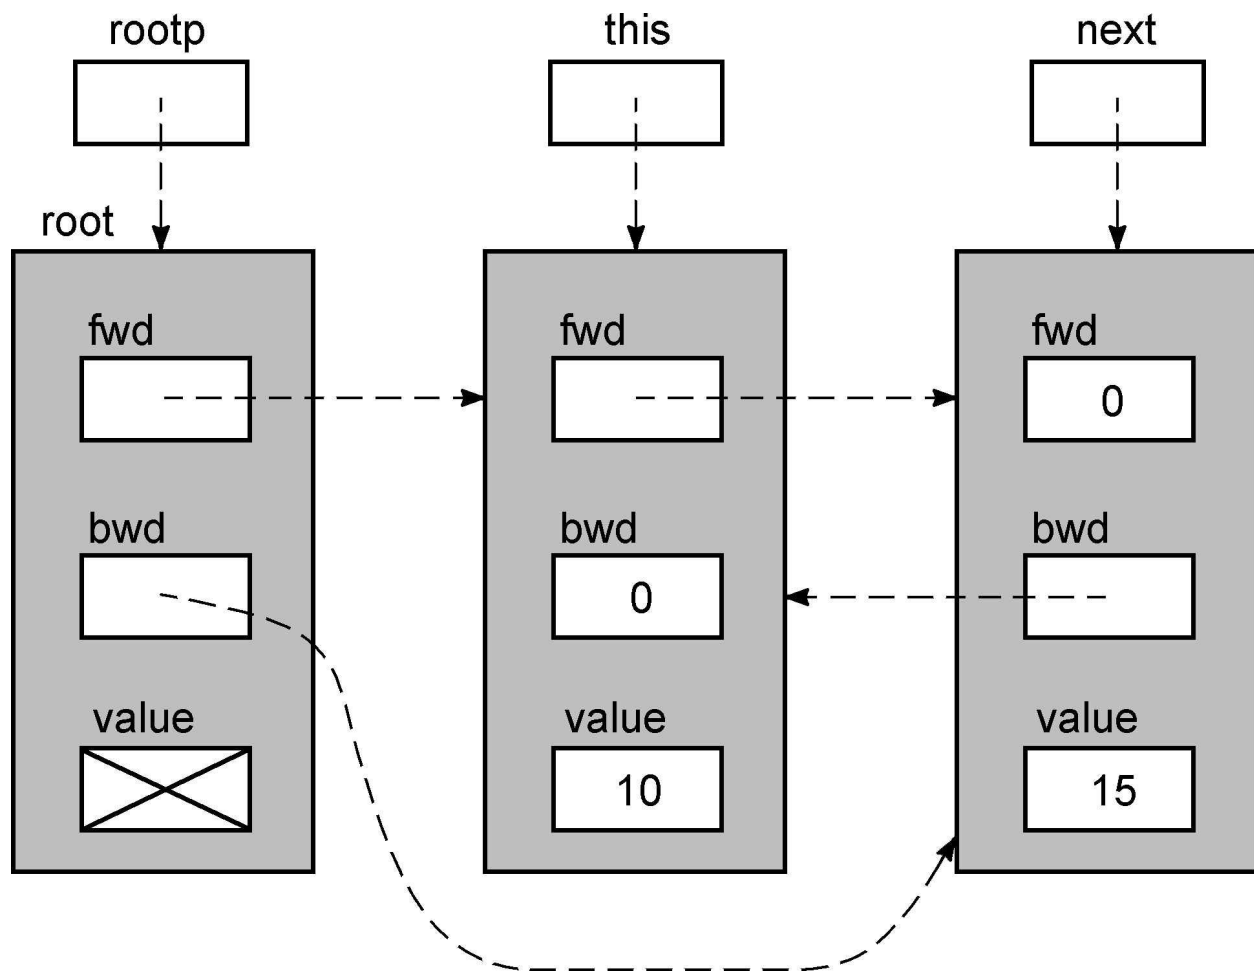 rootp this next
root
fwd fwd fwd
0
bwd bwd bwd
0
value value value
10 15